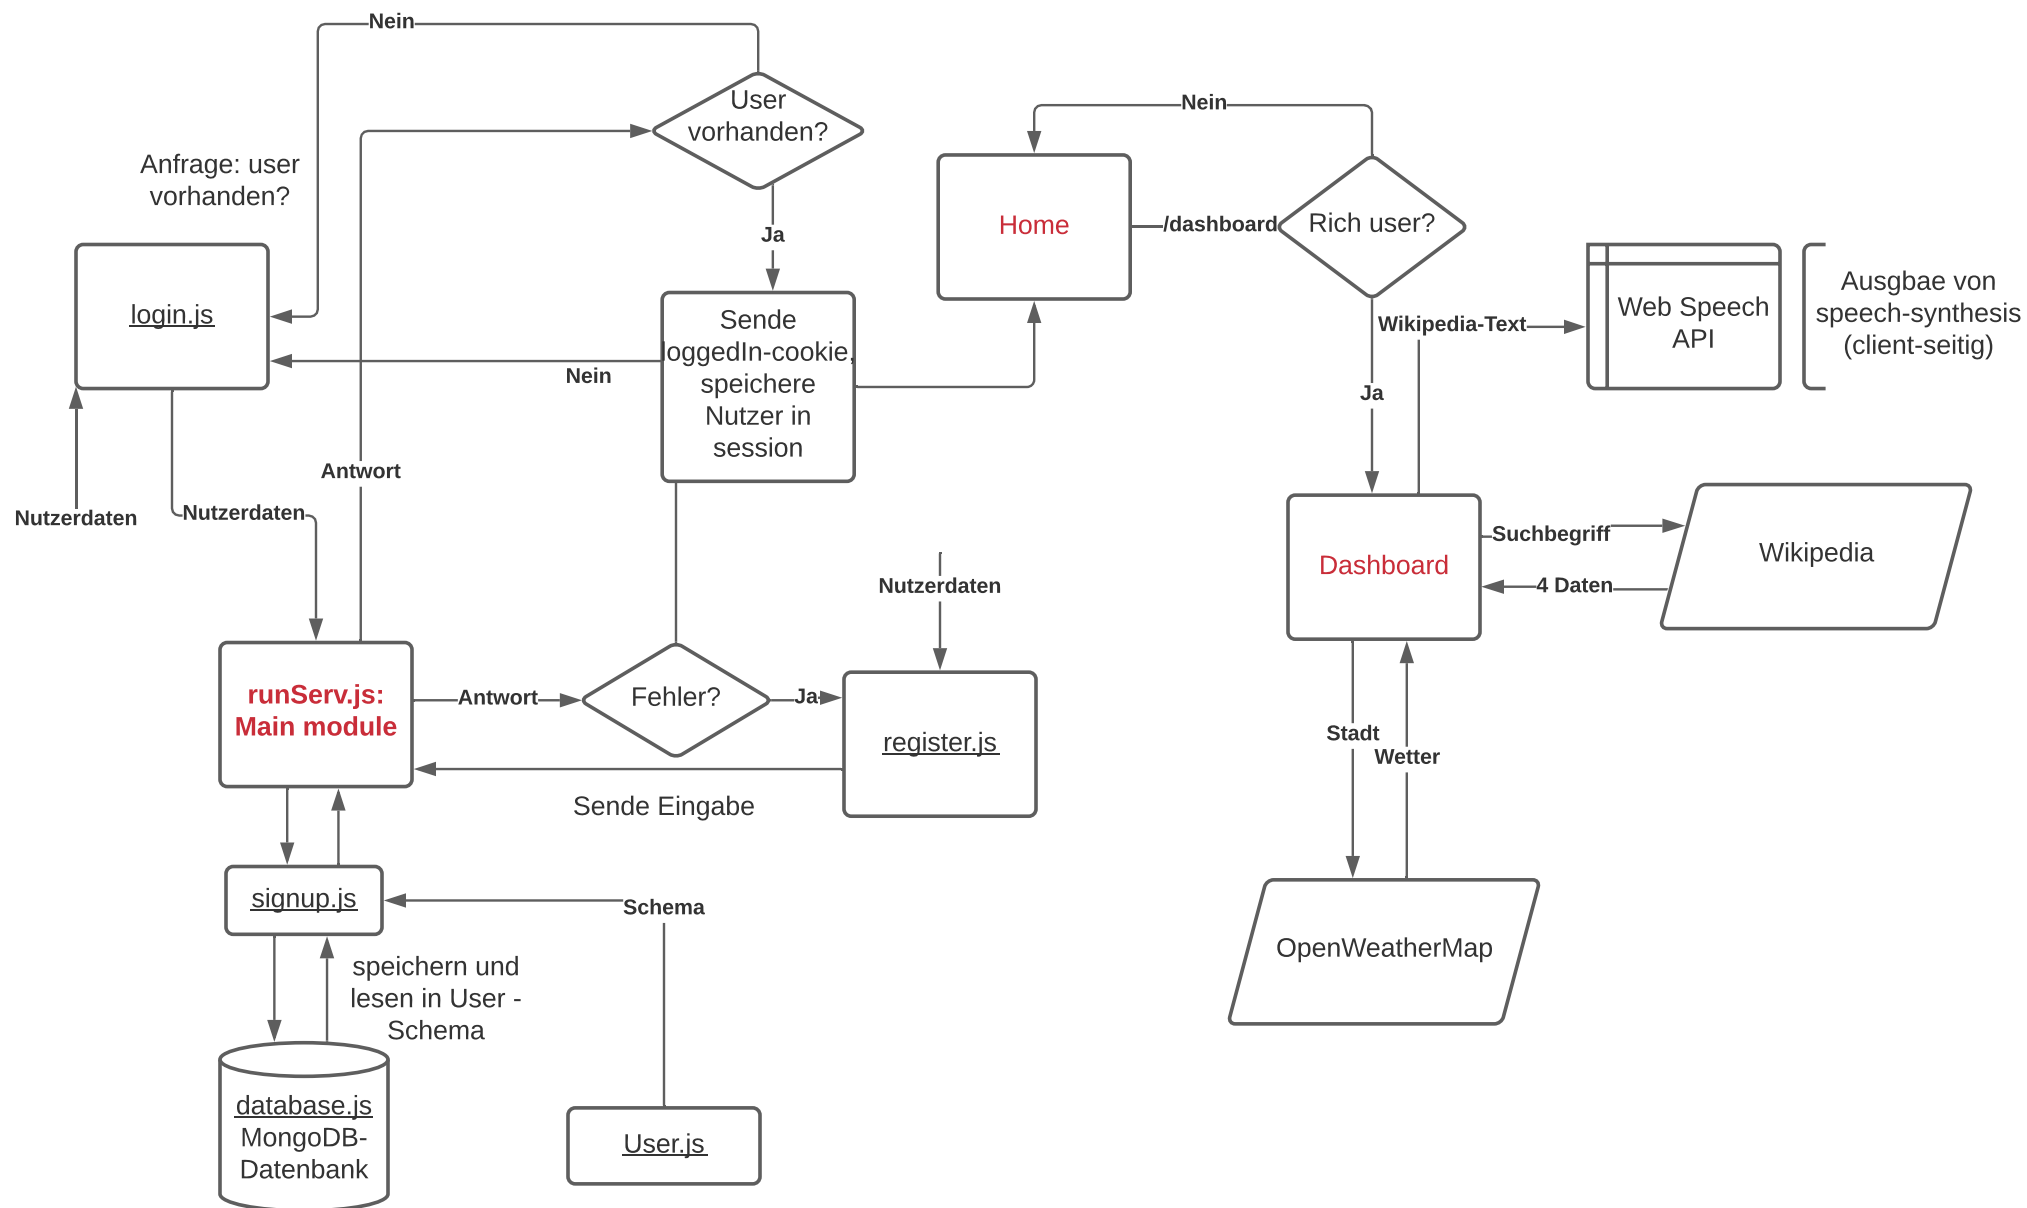 Nein
User
vorhanden?
Nein
Anfrage: user
vorhanden?
Home
/dashboard
Rich user?
Ja
login.js
Sende
loggedIn-cookie,
speichere
Nutzer in
session
Nein
Wikipedia-Text
Web Speech
API
Ausgbae von
speech-synthesis
(client-seitig)
Ja
Antwort
Nutzerdaten
Nutzerdaten
Nutzerdaten
Dashboard
Suchbegriff
4 Daten
Wikipedia
runServ.js:
Main module
Antwort
Fehler?
Ja
register.js
Sende Eingabe
Stadt
Wetter
signup.js
Schema
OpenWeatherMap
speichern und
lesen in User -
Schema
database.js
MongoDB-
Datenbank
User.js